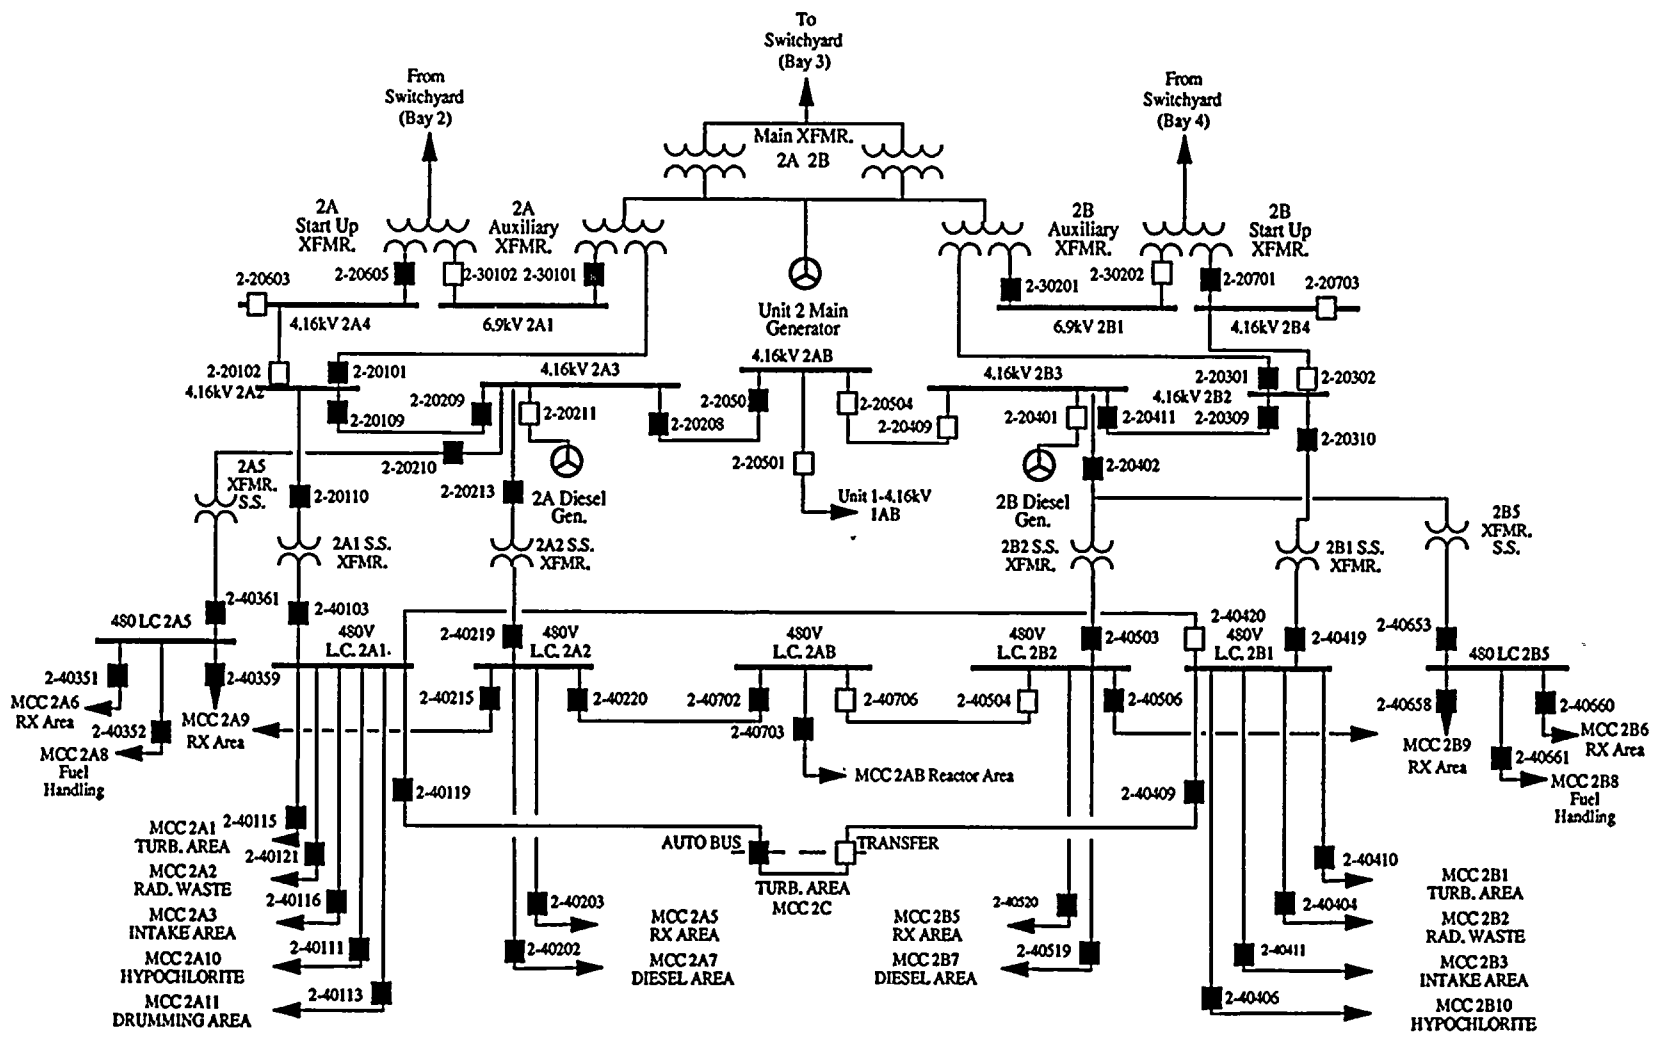 To
Switchyard
(Bay 3)
From
Switchyard
(Bay 2)
From
Switchyard
(Bay 4)
Main XFMR.
2A 2B
2A
Start Up
XFMR.
2A
Auxiliary
XFMR.
2B
Auxiliary
XFMR.
2B
Start Up
XFMR.
2-20603
2-20605
2-30102
2-30101
2-30201
2-30202
2-20701
2-20703
4.16kV 2A4
6.9kV 2A1
Unit 2 Main
Generator
6.9kV 2B1
4.16kV 2B4
2-20102
2-20101
4.16kV 2A3
4.16kV 2AB
4.16kV 2B3
2-20301
2-20302
4.16kV 2A2
2-20109
2-20209
2-20211
2-20208
2-2050
2-20504
2-20409
2-20401
2-20411
4.16kV 2B2
2-20309
2-20310
2-20210
2-20501
2-20402
2A5
XFMR.
S.S.
2-20110
2-20213
2A Diesel
Gen.
Unit 1-4.16kV
1AB
2B Diesel
Gen.
2B5
XFMR.
S.S.
2A1 S.S.
XFMR.
2A2 S.S.
XFMR.
2B2 S.S.
XFMR.
2B1 S.S.
XFMR.
2-40361
2-40103
2-40219
2-40503
2-40420
2-40419
2-40653
480 LC 2A5
480V
L.C. 2A1.
480V
L.C. 2A2
480V
L.C. 2AB
480V
L.C. 2B2
480V
L.C. 2B1
480 LC 2B5
2-40351
2-40359
2-40215
2-40220
2-40702
2-40706
2-40504
2-40506
2-40658
2-40660
MCC 2A6
RX Area
2-40352
MCC 2A9
RX Area
2-40703
MCC 2B9
RX Area
MCC 2B6
RX Area
2-40661
MCC 2A8
Fuel
Handling
MCC 2AB Reactor Area
MCC 2B8
Fuel
Handling
2-40119
2-40409
2-40115
MCC 2A1
TURB. AREA
2-40121
MCC 2A2
RAD. WASTE
2-40116
MCC 2A3
INTAKE AREA
2-40111
MCC 2A10
HYPOCHLORITE
2-40113
MCC 2A11
DRUMMING AREA
AUTO BUS
TRANSFER
TURB. AREA
MCC 2C
2-40203
MCC 2A5
RX AREA
2-40202
MCC 2A7
DIESEL AREA
2-40520
MCC 2B5
RX AREA
2-40519
MCC 2B7
DIESEL AREA
2-40410
MCC 2B1
TURB. AREA
2-40404
MCC 2B2
RAD. WASTE
2-40411
MCC 2B3
INTAKE AREA
2-40406
MCC 2B10
HYPOCHLORITE